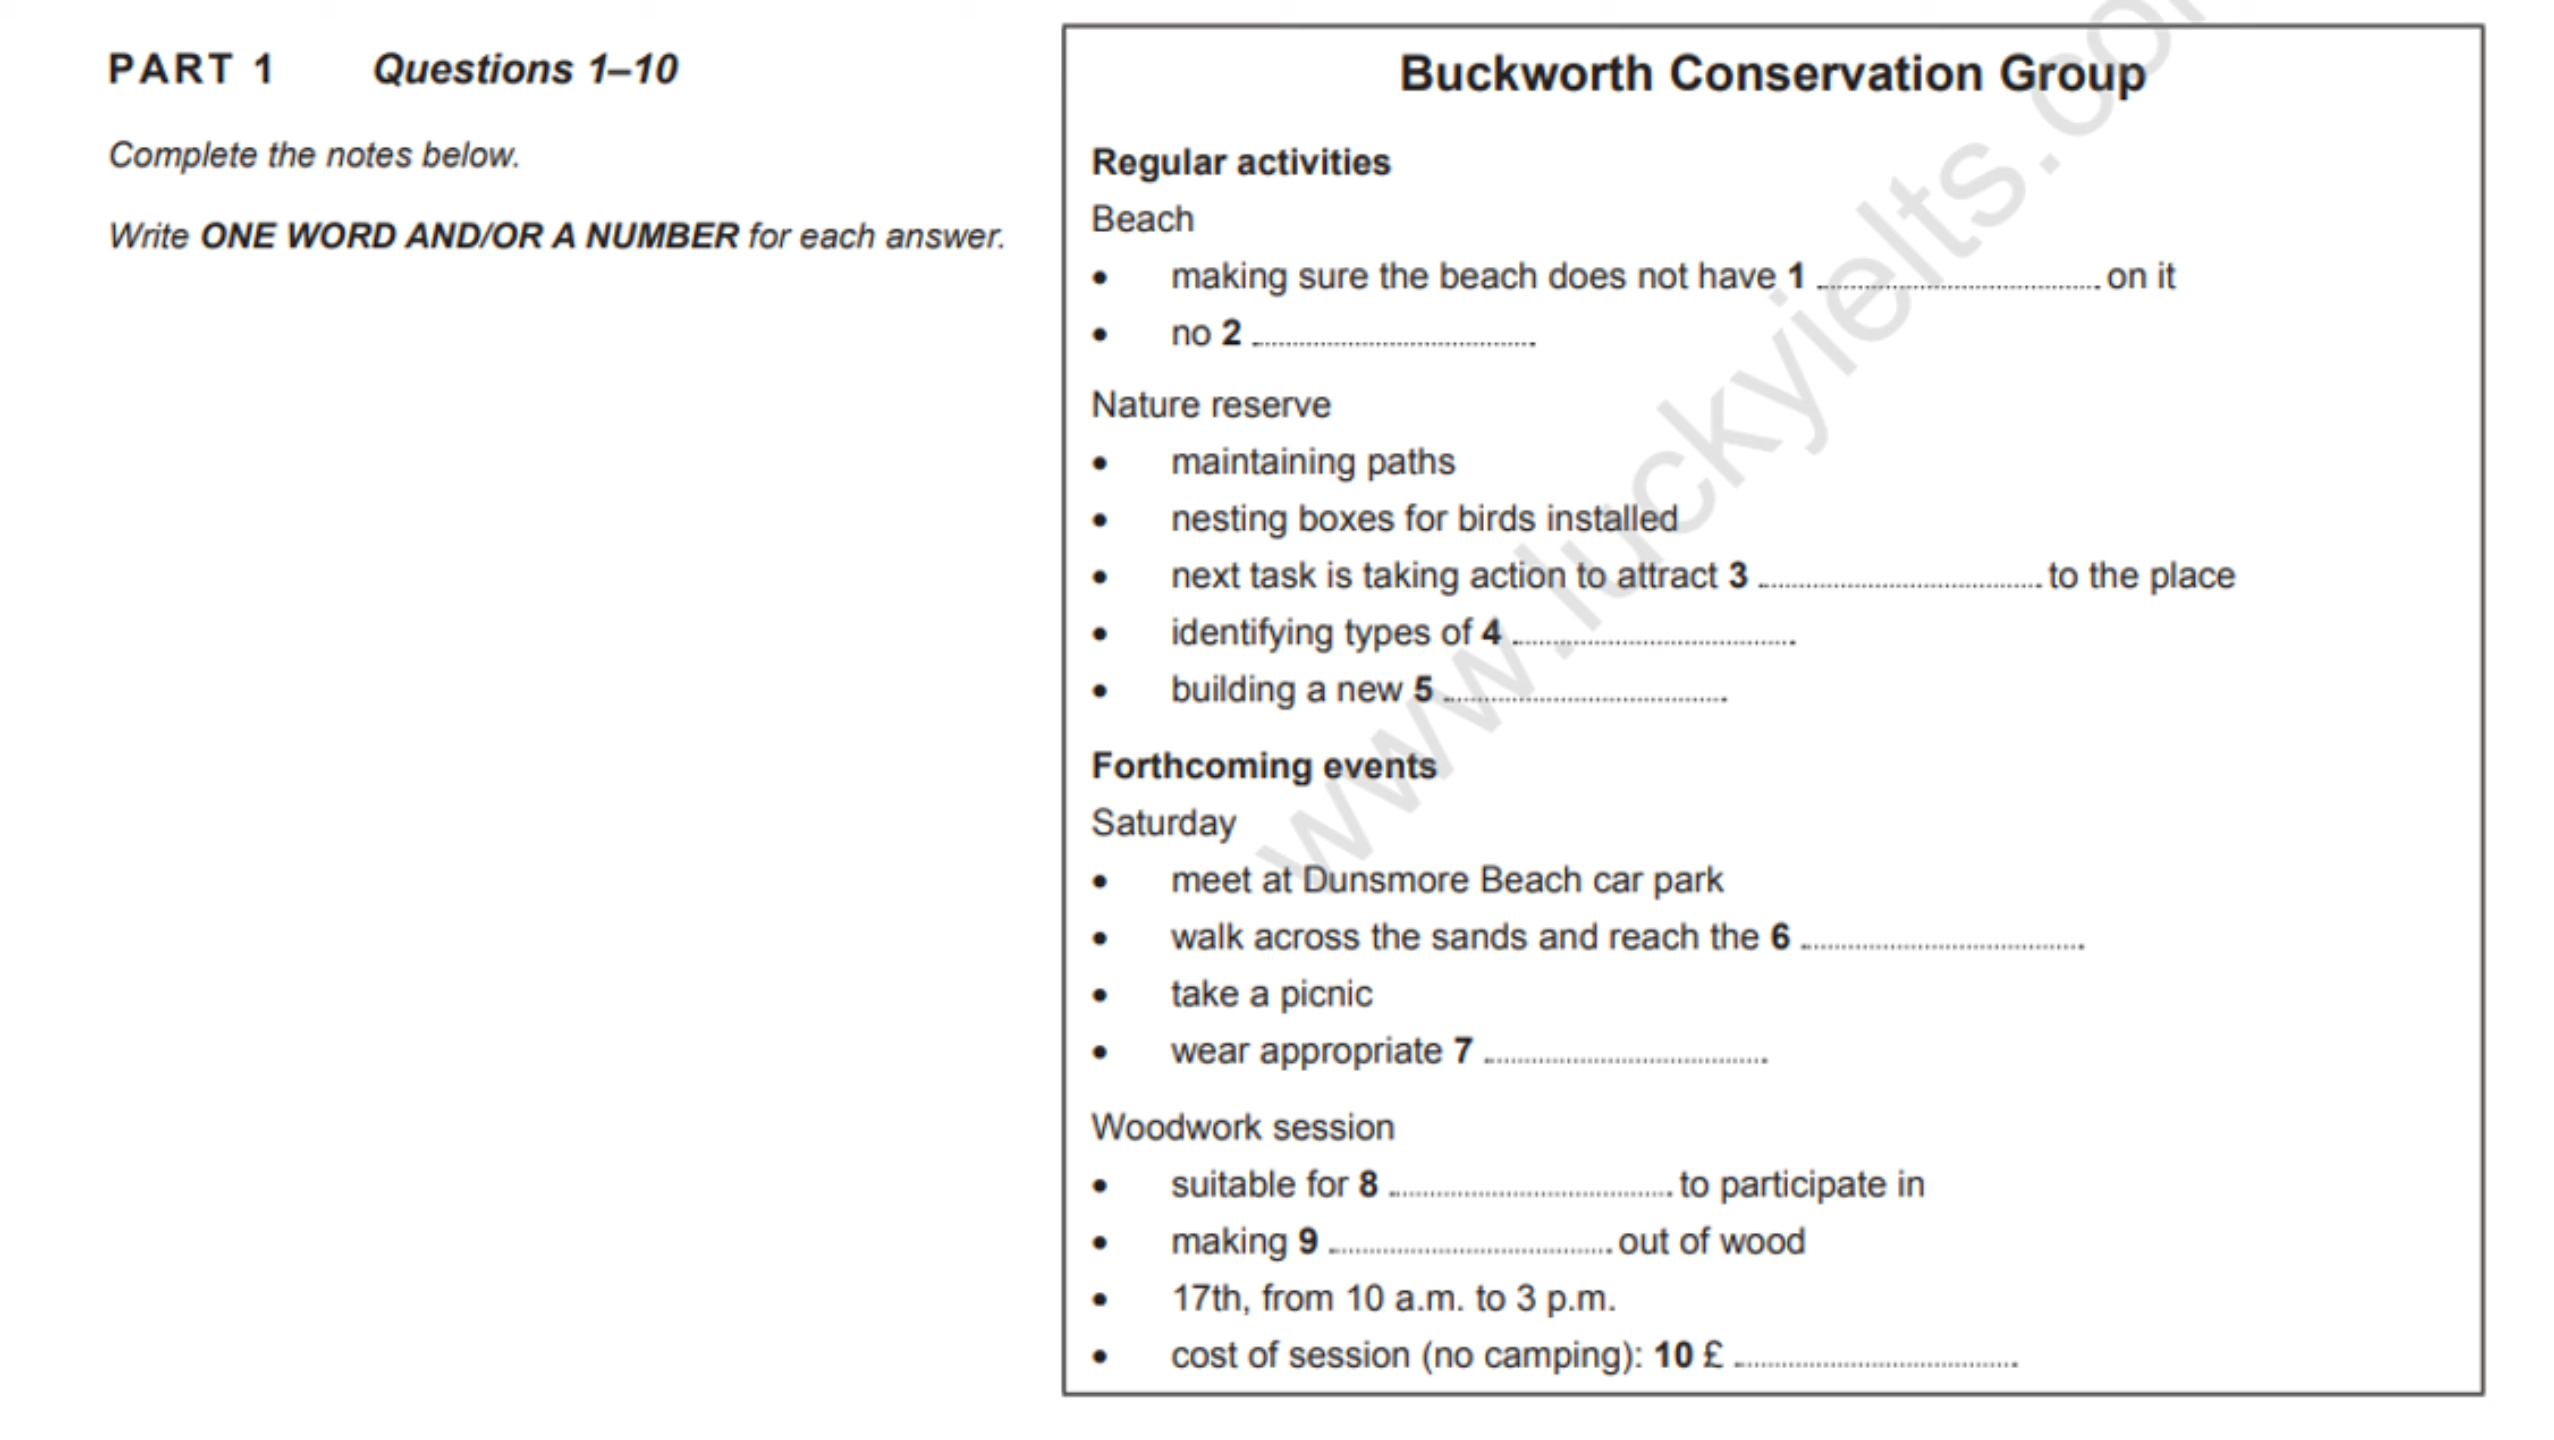 PART 1 Questions 1–10
Complete the notes below.
Write ONE WORD AND/OR A NUMBER for each answer.
Buckworth Conservation Group
Regular activities
Beach
• making sure the beach does not have 1 .................... on it
• no 2 ....................
Nature reserve
• maintaining paths
• nesting boxes for birds installed
• next task is taking action to attract 3 .................... to the place
• identifying types of 4 ....................
• building a new 5 ....................
Forthcoming events
Saturday
• meet at Dunsmore Beach car park
• walk across the sands and reach the 6 ....................
• take a picnic
• wear appropriate 7 ....................
Woodwork session
• suitable for 8 .................... to participate in
• making 9 .................... out of wood
• 17th, from 10 a.m. to 3 p.m.
• cost of session (no camping): 10 £ ....................
www.luckyielts.co